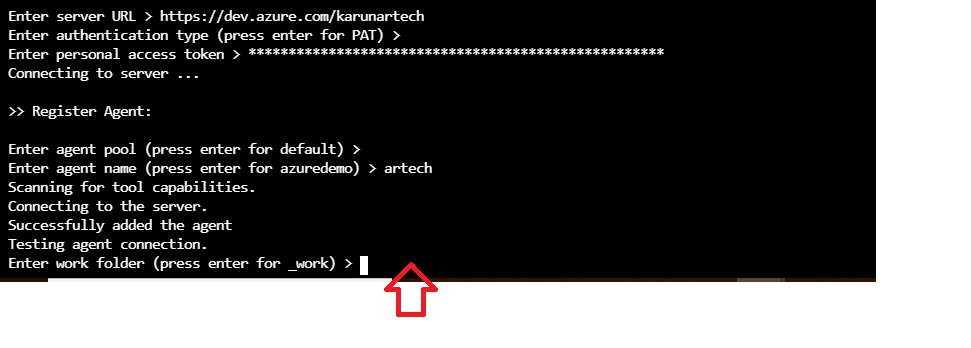 Enter server URL > https://dev.azure.com/karunartech
Enter authentication type (press enter for PAT) >
Enter personal access token > ****************************************************
Connecting to server ...
>> Register Agent:
Enter agent pool (press enter for default) >
Enter agent name (press enter for azuredemo) > artech
Scanning for tool capabilities.
Connecting to the server.
Successfully added the agent
Testing agent connection.
Enter work folder (press enter for _work) >